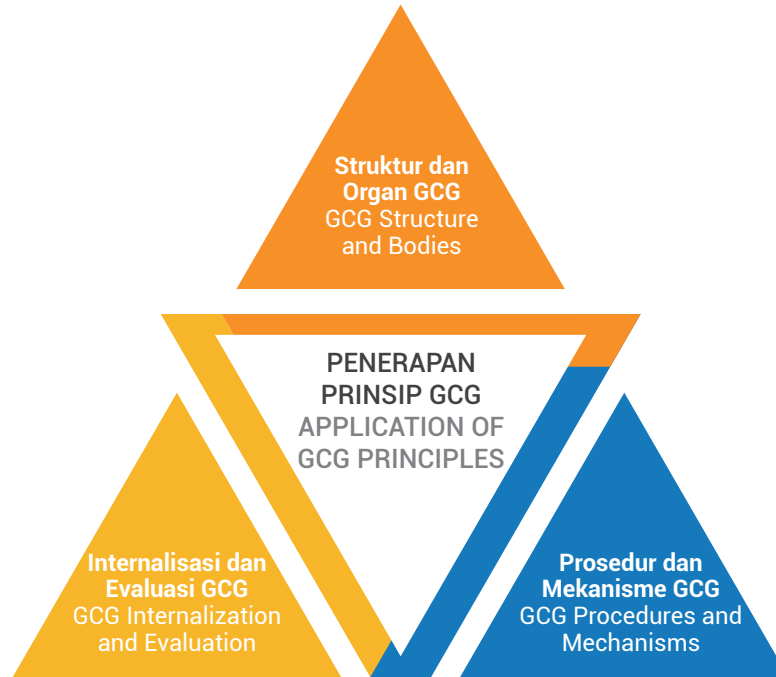 Struktur dan
Organ GCG
GCG Structure
and Bodies
PENERAPAN
PRINSIP GCG
APPLICATION OF
GCG PRINCIPLES
Internalisasi dan
Evaluasi GCG
GCG Internalization
and Evaluation
Prosedur dan
Mekanisme GCG
GCG Procedures and
Mechanisms